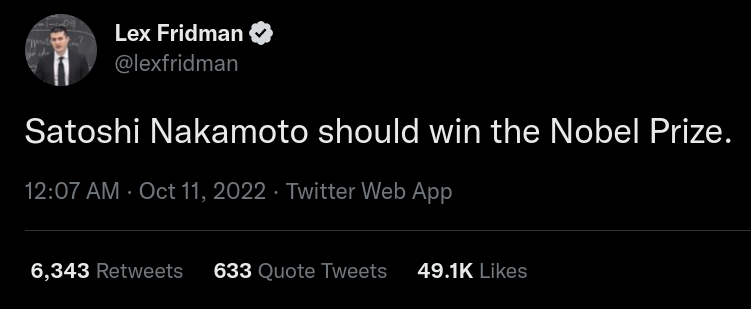 Lex Fridman
@lexfridman
Satoshi Nakamoto should win the Nobel Prize.
12:07 AM · Oct 11, 2022 · Twitter Web App
6,343 Retweets 633 Quote Tweets 49.1K Likes